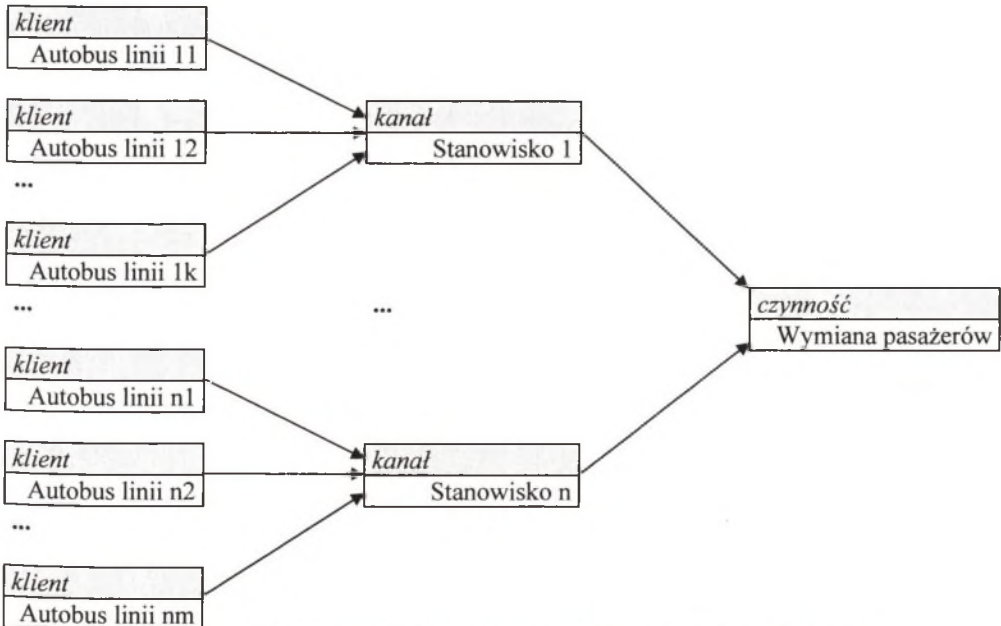 klient
Autobus linii 11
klient
Autobus linii 12
...
klient
Autobus linii 1k
...
klient
Autobus linii n1
klient
Autobus linii n2
...
klient
Autobus linii nm
kanał
Stanowisko 1
...
kanał
Stanowisko n
czynność
Wymiana pasażerów